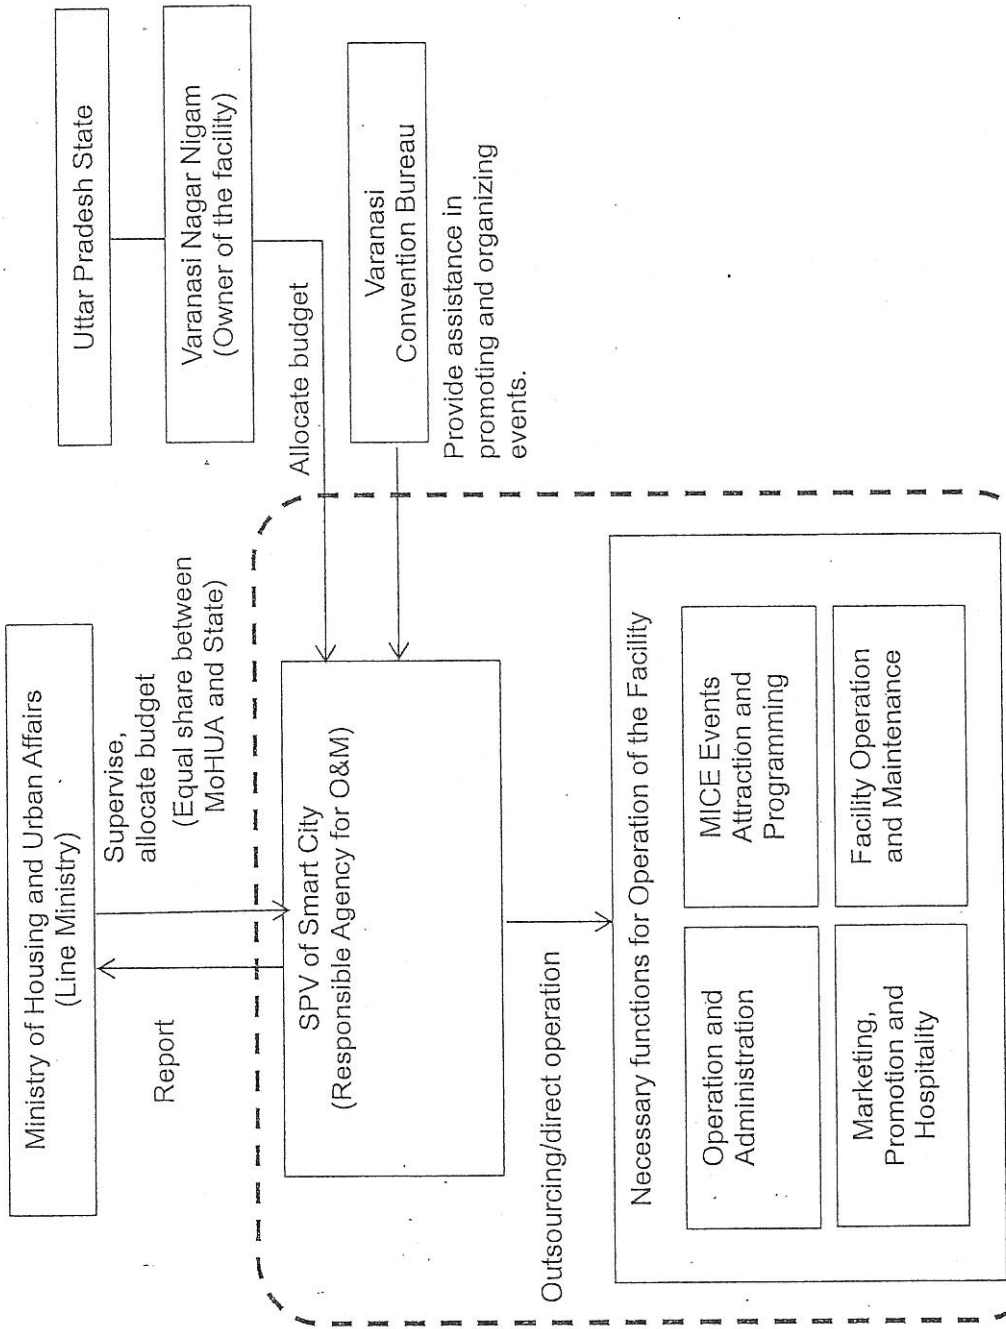 Ministry of Housing and Urban Affairs
(Line Ministry)
Uttar Pradesh State
Varanasi Nagar Nigam
(Owner of the facility)
Report
Supervise,
allocate budget
(Equal share between
MoHUA and State)
Allocate budget
SPV of Smart City
(Responsible Agency for O&M)
Varanasi
Convention Bureau
Provide assistance in
promoting and organizing
events.
Outsourcing/direct operation
Necessary functions for Operation of the Facility
Operation and
Administration
MICE Events
Attraction and
Programming
Marketing,
Promotion and
Hospitality
Facility Operation
and Maintenance